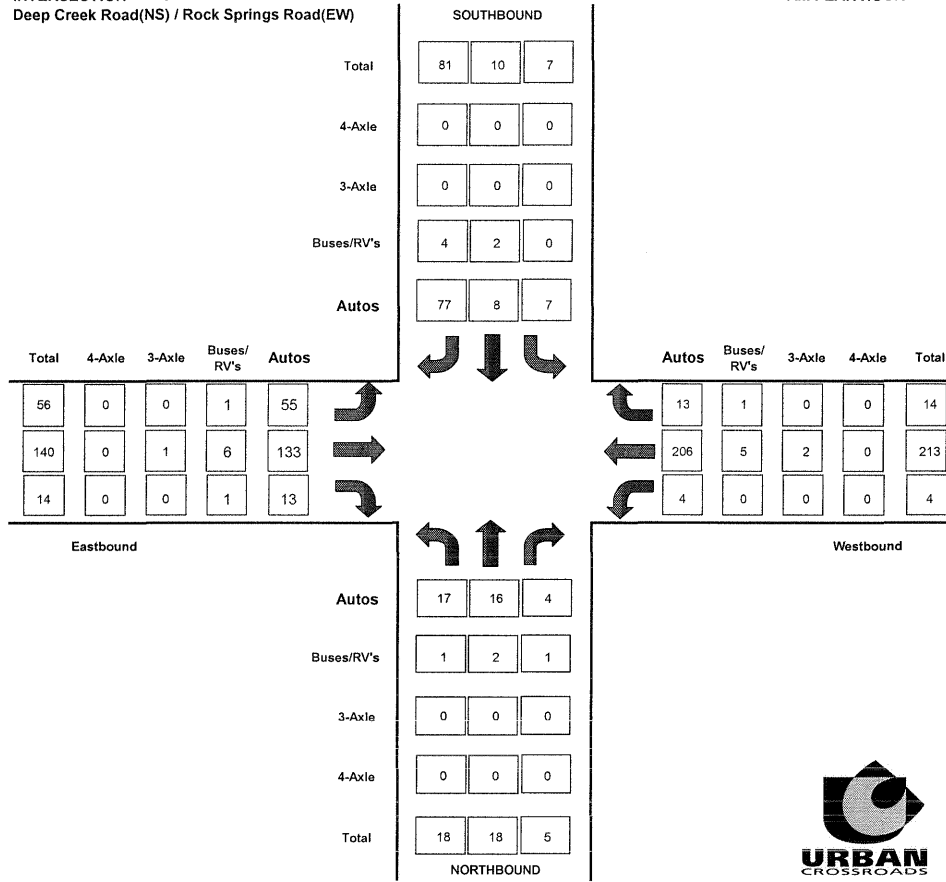 Deep Creek Road(NS) / Rock Springs Road(EW)
SOUTHBOUND
Total 81 10 7
4-Axle 0 0 0
3-Axle 0 0 0
Buses/RV's 4 2 0
Autos 77 8 7
Total 4-Axle 3-Axle Buses/RV's Autos
56 0 0 1 55
140 0 1 6 133
14 0 0 1 13
Eastbound
Autos Buses/RV's 3-Axle 4-Axle Total
13 1 0 0 14
206 5 2 0 213
4 0 0 0 4
Westbound
Autos 17 16 4
Buses/RV's 1 2 1
3-Axle 0 0 0
4-Axle 0 0 0
Total 18 18 5
NORTHBOUND
URBAN
CROSSROADS